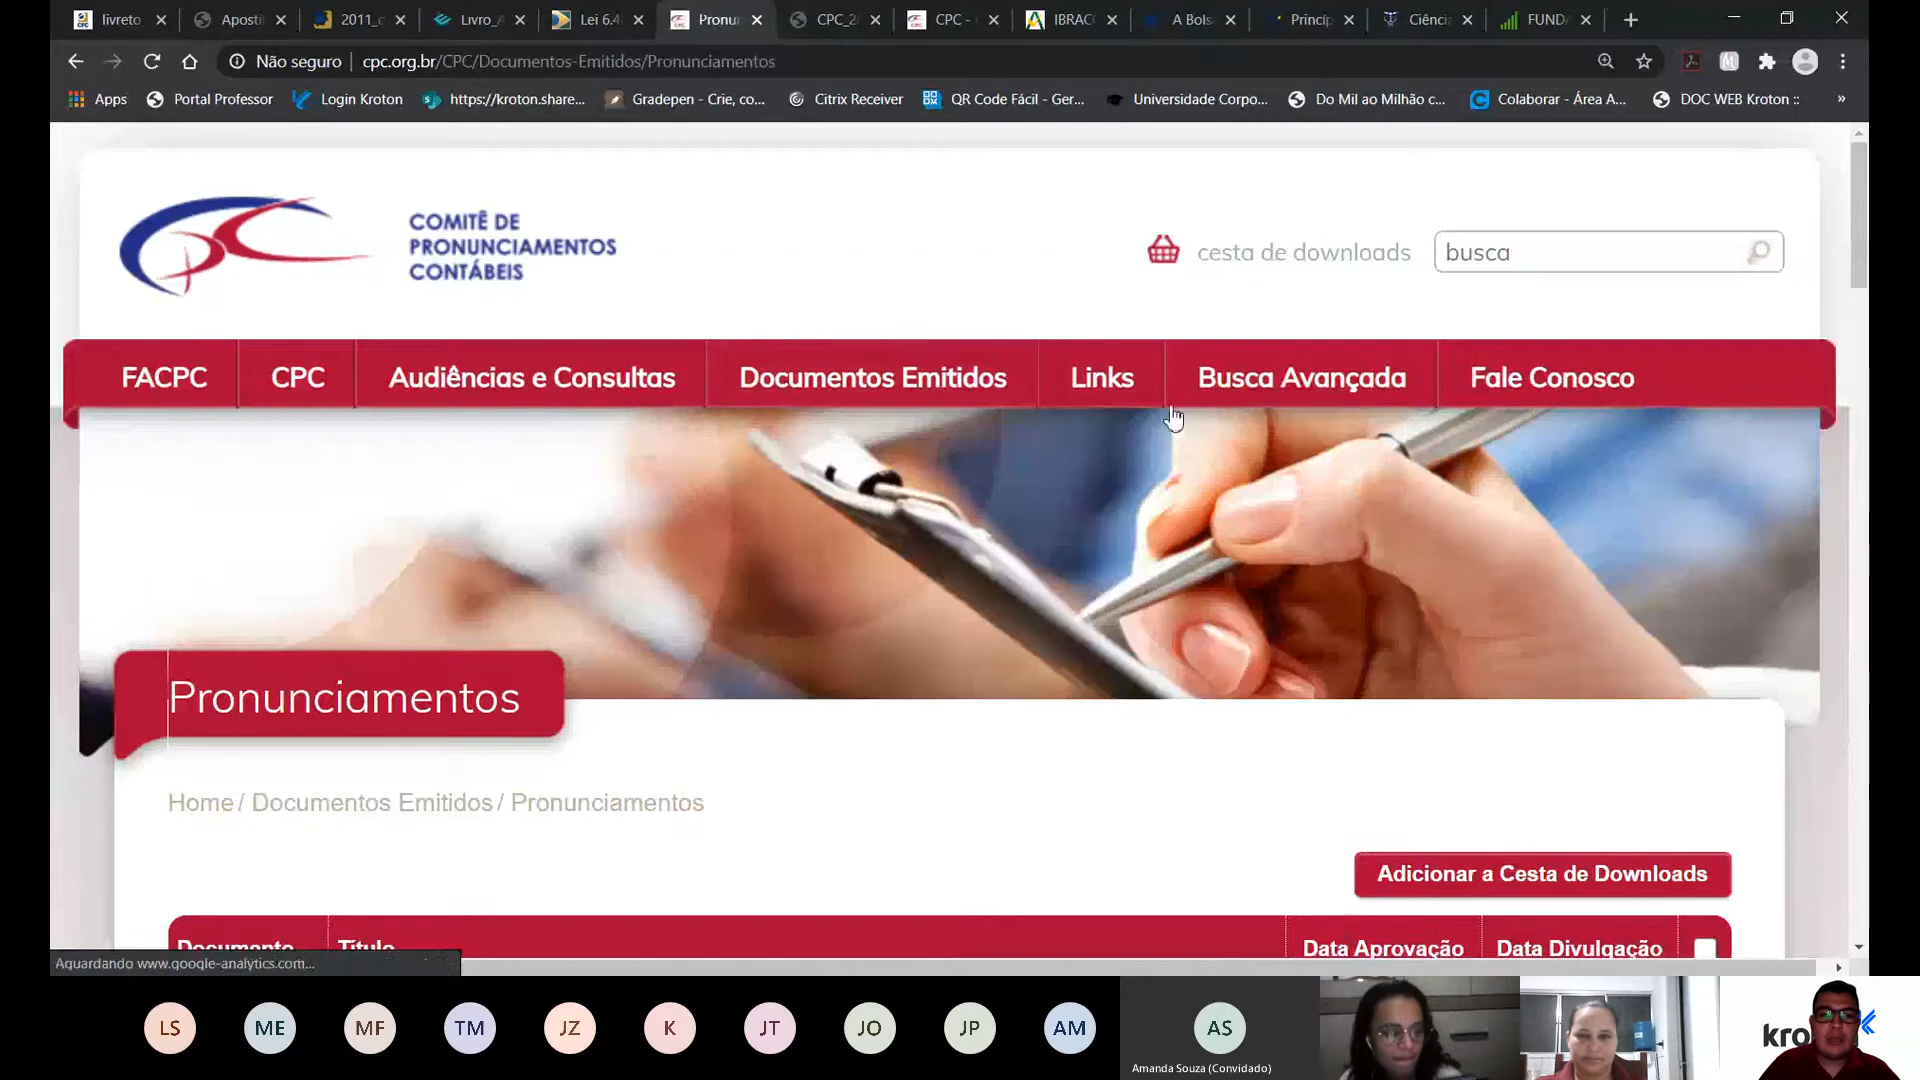 livreto
Aposti
2011_
Livro_
Lei 6.4
Pronu
CPC_2
CPC -
IBRAC
A Bols
Princíp
Ciênci
FUND
Não seguro
cpc.org.br/CPC/Documentos-Emitidos/Pronunciamentos
Apps
Portal Professor
Login Kroton
https://kroton.share...
Gradepen - Crie, co...
Citrix Receiver
QR Code Fácil - Ger...
Universidade Corpo...
Do Mil ao Milhão c...
Colaborar - Área A...
DOC WEB Kroton ::
»
COMITÊ DE
PRONUNCIAMENTOS
CONTÁBEIS
cesta de downloads
busca
FACPC
CPC
Audiências e Consultas
Documentos Emitidos
Links
Busca Avançada
Fale Conosco
Pronunciamentos
Home / Documentos Emitidos / Pronunciamentos
Adicionar a Cesta de Downloads
Documento
Título
Data Aprovação
Data Divulgação
Aguardando www.google-analytics.com...
LS
ME
MF
TM
JZ
K
JT
JO
JP
AM
AS
Amanda Souza (Convidado)
kro